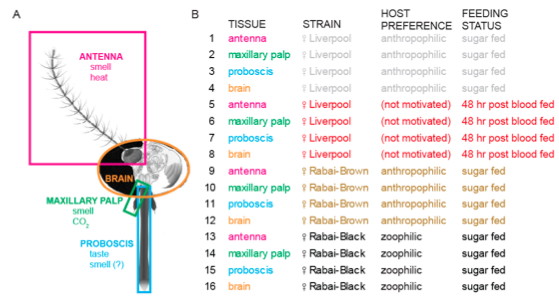 A
ANTENNA
smell
heat
BRAIN
MAXILLARY PALP
smell
CO2
PROBOSCIS
taste
smell (?)
B
TISSUE STRAIN HOST PREFERENCE FEEDING STATUS
1 antenna ♀ Liverpool anthropophilic sugar fed
2 maxillary palp ♀ Liverpool anthropophilic sugar fed
3 proboscis ♀ Liverpool anthropophilic sugar fed
4 brain ♀ Liverpool anthropophilic sugar fed
5 antenna ♀ Liverpool (not motivated) 48 hr post blood fed
6 maxillary palp ♀ Liverpool (not motivated) 48 hr post blood fed
7 proboscis ♀ Liverpool (not motivated) 48 hr post blood fed
8 brain ♀ Liverpool (not motivated) 48 hr post blood fed
9 antenna ♀ Rabai-Brown anthropophilic sugar fed
10 maxillary palp ♀ Rabai-Brown anthropophilic sugar fed
11 proboscis ♀ Rabai-Brown anthropophilic sugar fed
12 brain ♀ Rabai-Brown anthropophilic sugar fed
13 antenna ♀ Rabai-Black zoophilic sugar fed
14 maxillary palp ♀ Rabai-Black zoophilic sugar fed
15 proboscis ♀ Rabai-Black zoophilic sugar fed
16 brain ♀ Rabai-Black zoophilic sugar fed